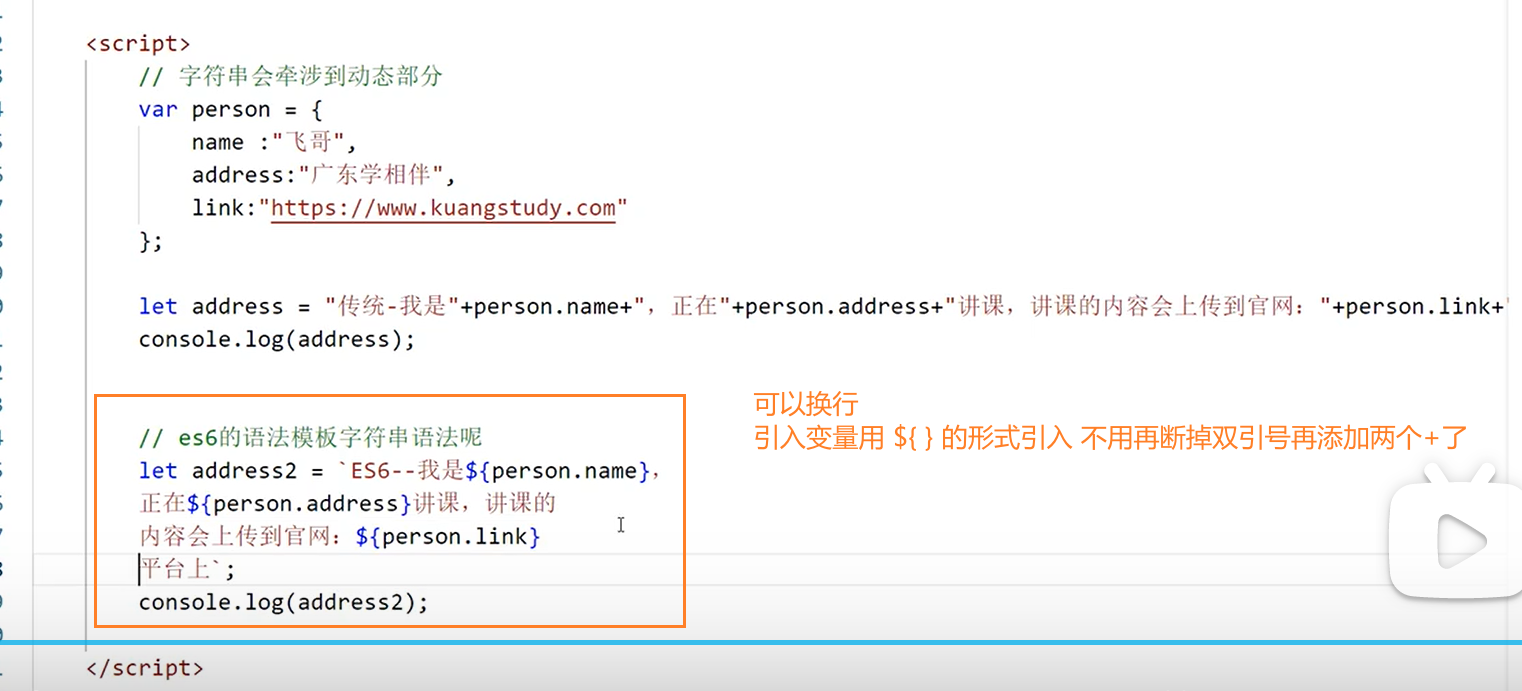 <script>
// 字符串会牵涉到动态部分
var person = {
name :"飞哥",
address:"广东学相伴",
link:"https://www.kuangstudy.com"
};
let address = "传统-我是"+person.name+", 正在"+person.address+"讲课，讲课的内容会上传到官网："+person.link+"
console.log(address);
// es6的语法模板字符串语法呢
let address2 = `ES6--我是${person.name},
正在${person.address}讲课，讲课的
内容会上传到官网：${person.link}
平台上`;
console.log(address2);
</script>
可以换行
引入变量用 ${ } 的形式引入 不用再断掉双引号再添加两个+了